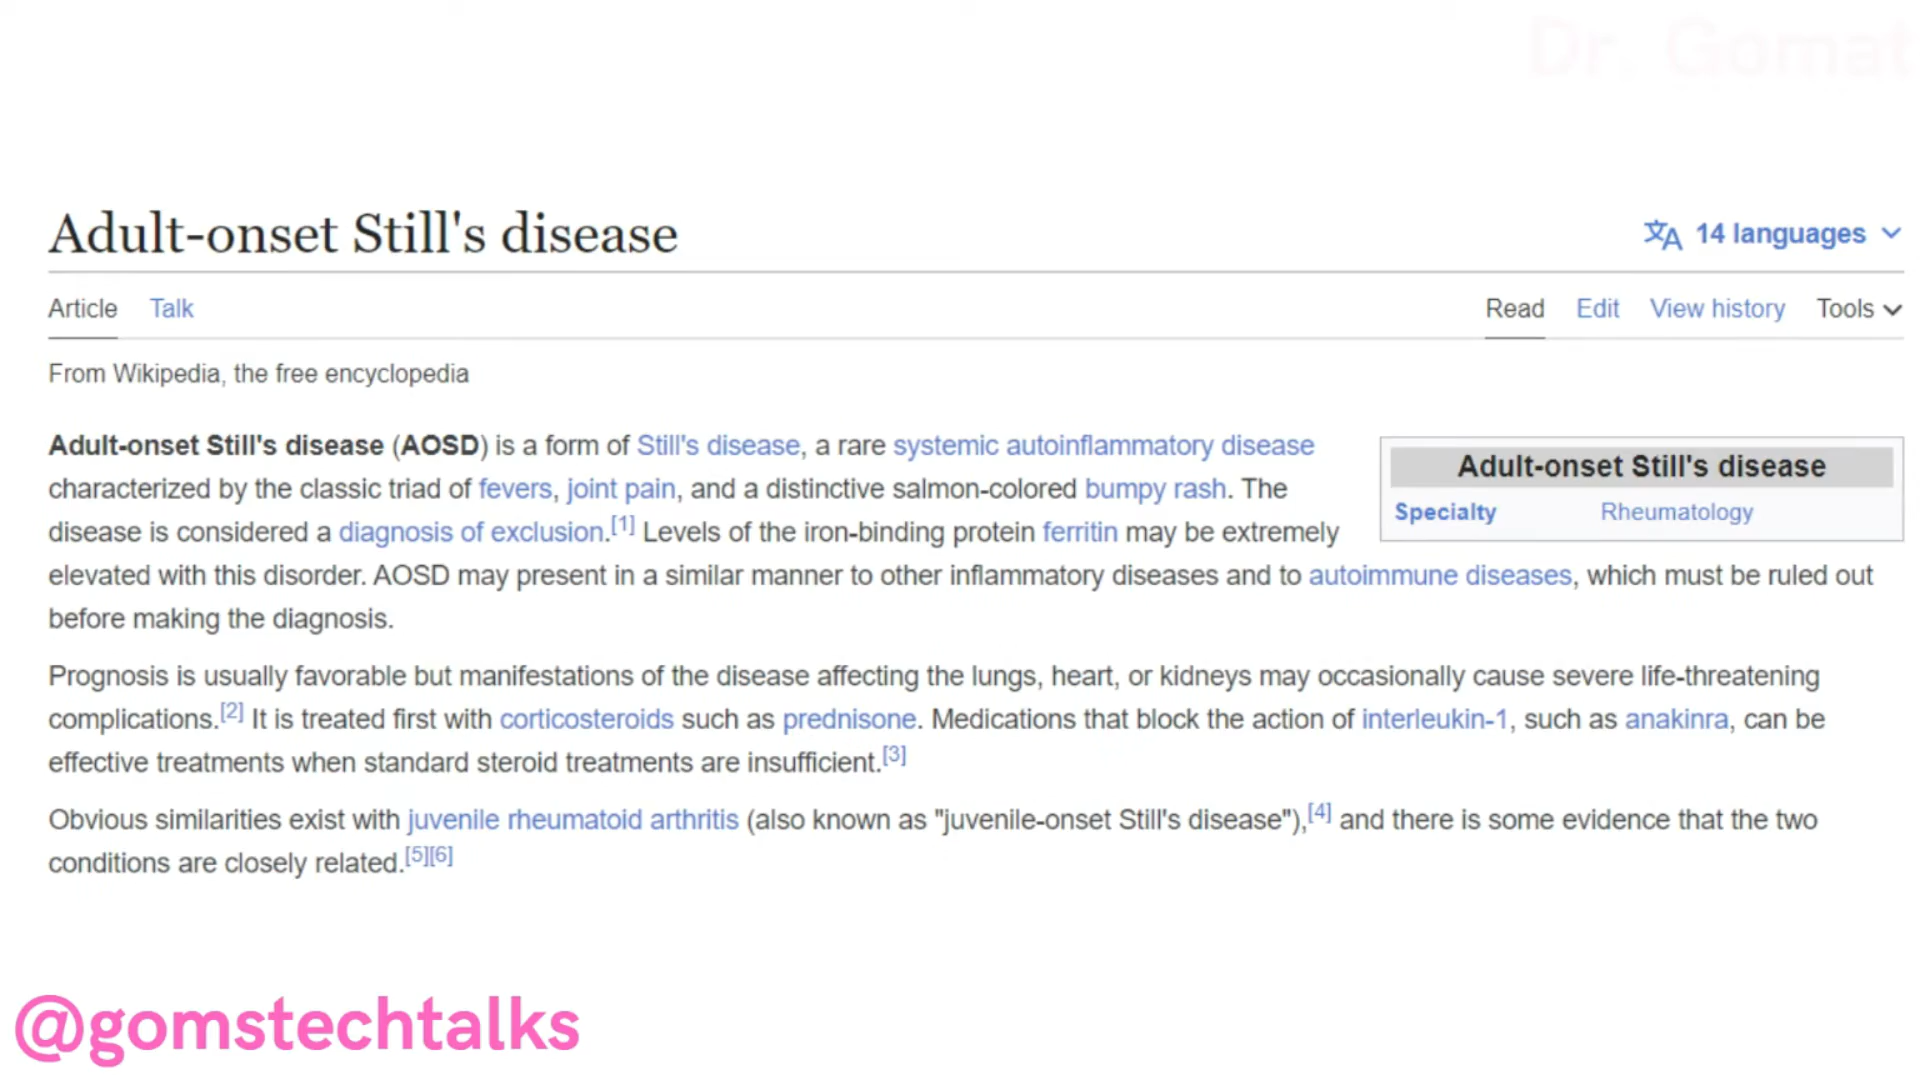 Dr. Gomat
Adult-onset Still's disease
14 languages
Article Talk
Read Edit View history Tools
From Wikipedia, the free encyclopedia
Adult-onset Still's disease (AOSD) is a form of Still's disease, a rare systemic autoinflammatory disease
characterized by the classic triad of fevers, joint pain, and a distinctive salmon-colored bumpy rash. The
disease is considered a diagnosis of exclusion.[1] Levels of the iron-binding protein ferritin may be extremely
elevated with this disorder. AOSD may present in a similar manner to other inflammatory diseases and to autoimmune diseases, which must be ruled out
before making the diagnosis.
Adult-onset Still's disease
Specialty Rheumatology
Prognosis is usually favorable but manifestations of the disease affecting the lungs, heart, or kidneys may occasionally cause severe life-threatening
complications.[2] It is treated first with corticosteroids such as prednisone. Medications that block the action of interleukin-1, such as anakinra, can be
effective treatments when standard steroid treatments are insufficient.[3]
Obvious similarities exist with juvenile rheumatoid arthritis (also known as "juvenile-onset Still's disease"),[4] and there is some evidence that the two
conditions are closely related.[5][6]
@gomstechtalks